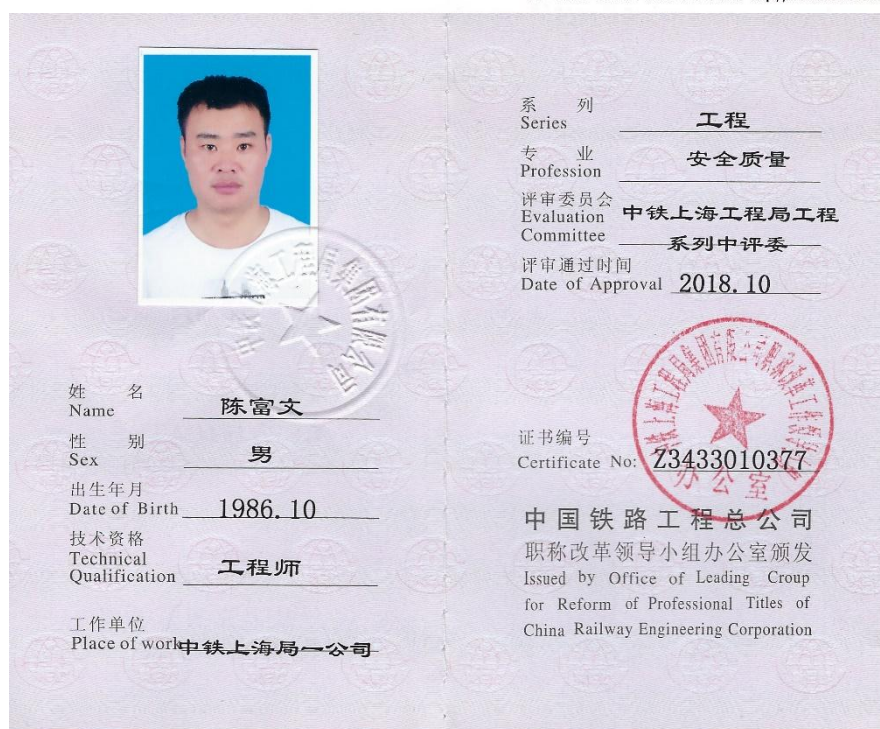 姓名
Name 陈富文
性别
Sex 男
出生年月
Date of Birth 1986.10
技术资格
Technical
Qualification 工程师
工作单位
Place of work 中铁上海局一公司
系列
Series 工程
专业
Profession 安全质量
评审委员会
Evaluation 中铁上海工程局工程
Committee 系列中评委
评审通过时间
Date of Approval 2018.10
证书编号
Certificate No: Z3433010377
办公室
中国铁路工程总公司
职称改革领导小组办公室颁发
Issued by Office of Leading Croup
for Reform of Professional Titles of
China Railway Engineering Corporation